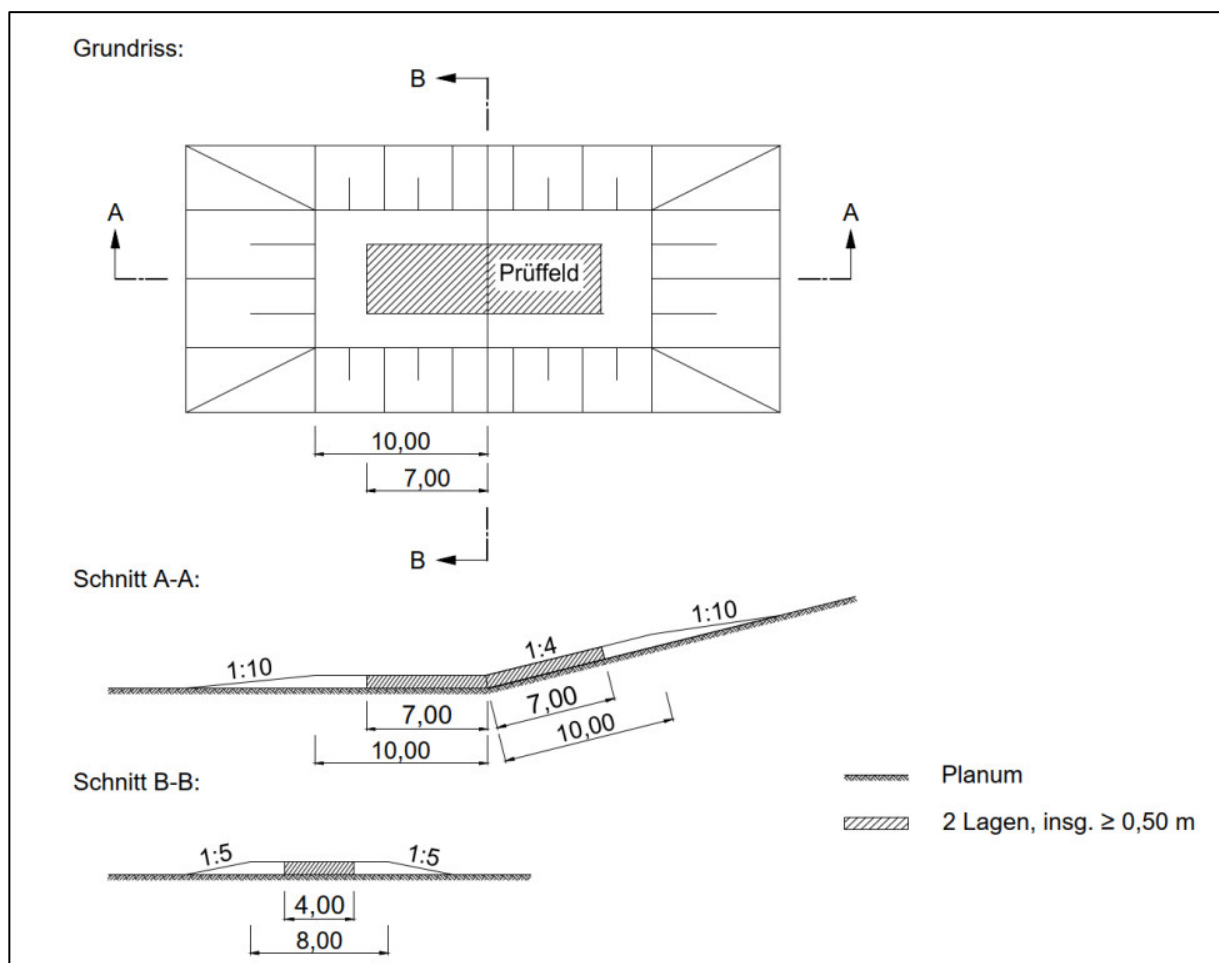 Grundriss:
B
A
A
Prüffeld
10,00
7,00
B
Schnitt A-A:
1:10
1:4
1:10
7,00
7,00
10,00
10,00
Schnitt B-B:
Planum
2 Lagen, insg. ≥ 0,50 m
1:5
1:5
4,00
8,00